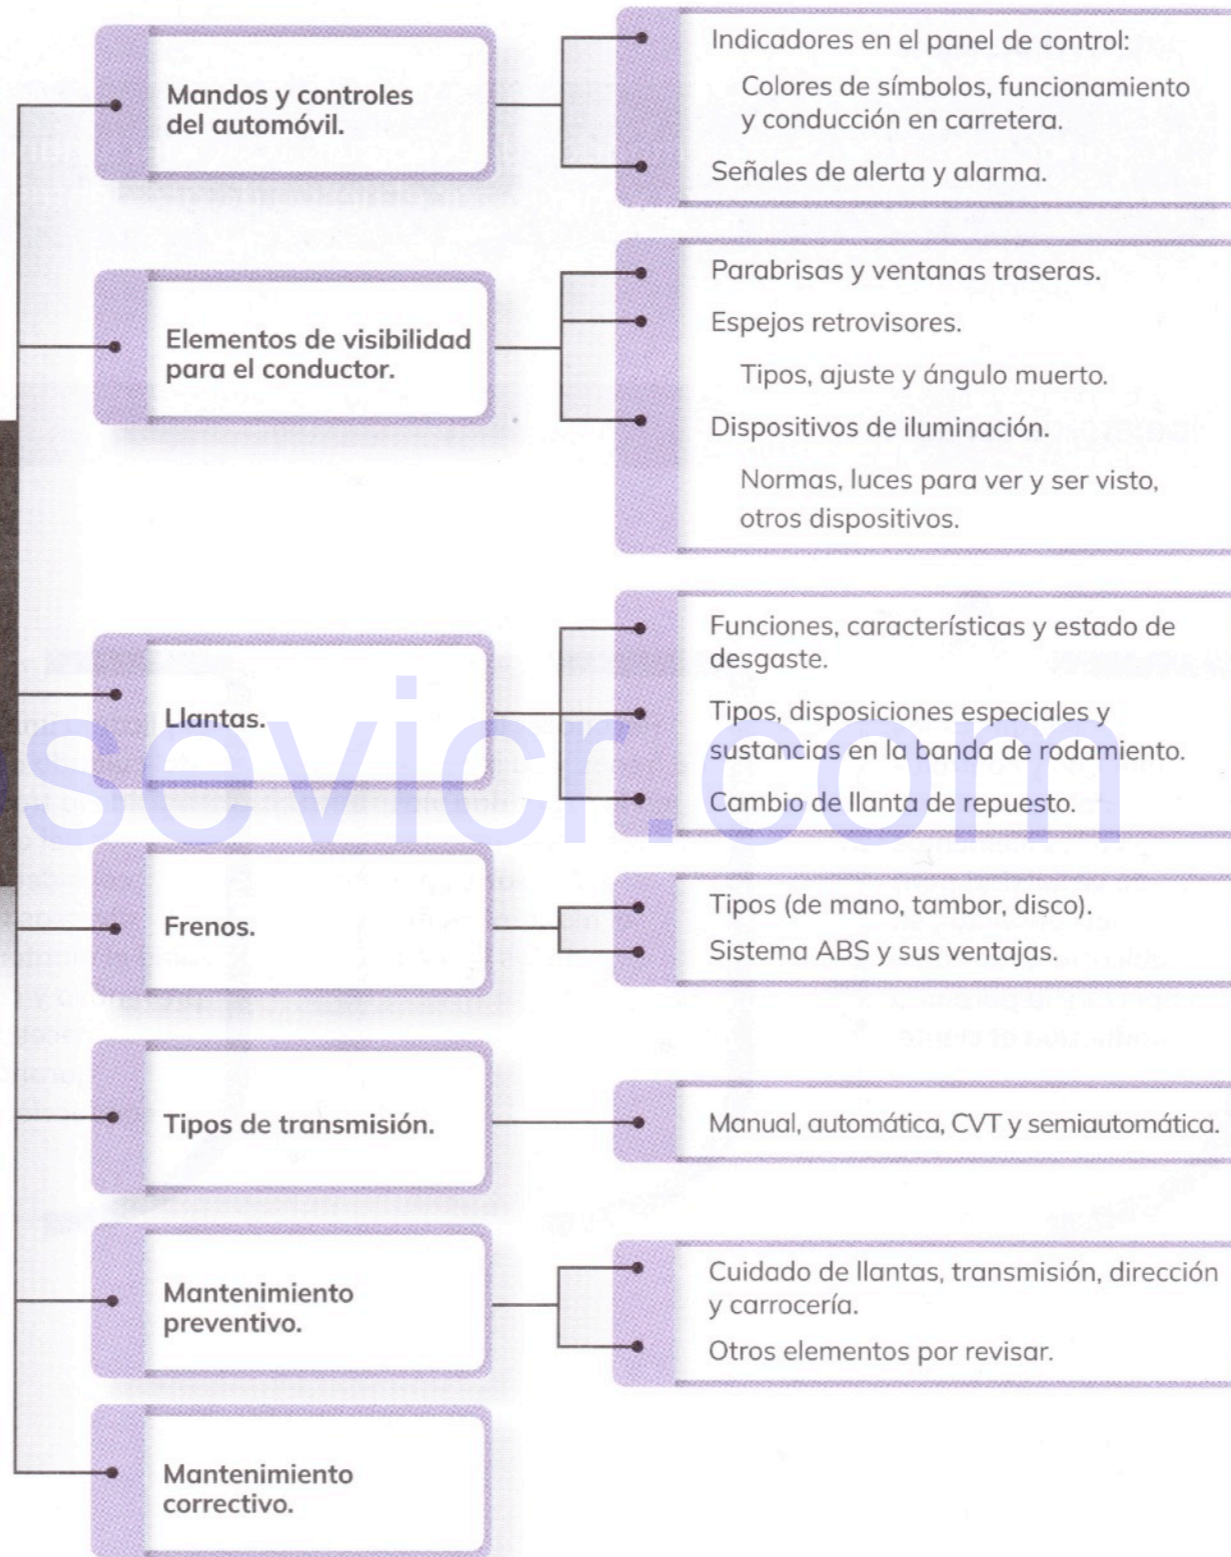 Mandos y controles
del automóvil.
Indicadores en el panel de control:
Colores de símbolos, funcionamiento
y conducción en carretera.
Señales de alerta y alarma.
Elementos de visibilidad
para el conductor.
Parabrisas y ventanas traseras.
Espejos retrovisores.
Tipos, ajuste y ángulo muerto.
Dispositivos de iluminación.
Normas, luces para ver y ser visto,
otros dispositivos.
Llantas.
Funciones, características y estado de
desgaste.
Tipos, disposiciones especiales y
sustancias en la banda de rodamiento.
Cambio de llanta de repuesto.
Frenos.
Tipos (de mano, tambor, disco).
Sistema ABS y sus ventajas.
Tipos de transmisión.
Manual, automática, CVT y semiautomática.
Mantenimiento
preventivo.
Cuidado de llantas, transmisión, dirección
y carrocería.
Otros elementos por revisar.
Mantenimiento
correctivo.
osevicr.com